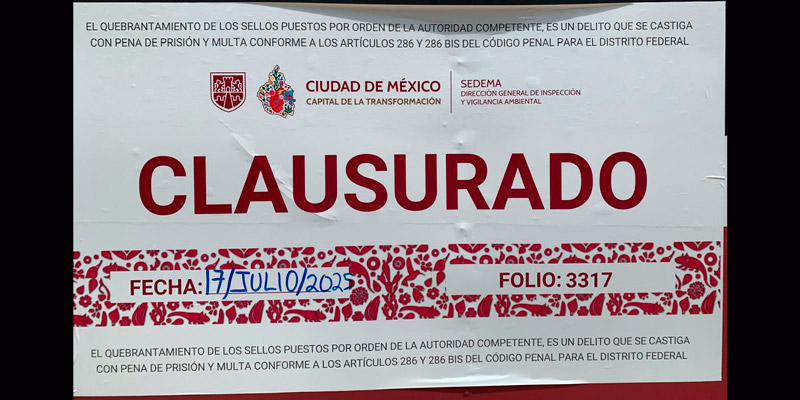 EL QUEBRANTAMIENTO DE LOS SELLOS PUESTOS POR ORDEN DE LA AUTORIDAD COMPETENTE, ES UN DELITO QUE SE CASTIGA
CON PENA DE PRISIÓN Y MULTA CONFORME A LOS ARTÍCULOS 286 Y 286 BIS DEL CÓDIGO PENAL PARA EL DISTRITO FEDERAL
CIUDAD DE MÉXICO
CAPITAL DE LA TRANSFORMACIÓN
SEDEMA
DIRECCIÓN GENERAL DE INSPECCIÓN
Y VIGILANCIA AMBIENTAL
CLAUSURADO
FECHA: 17/JULIO/2025
FOLIO: 3317
EL QUEBRANTAMIENTO DE LOS SELLOS PUESTOS POR ORDEN DE LA AUTORIDAD COMPETENTE, ES UN DELITO QUE SE CASTIGA
CON PENA DE PRISIÓN Y MULTA CONFORME A LOS ARTÍCULOS 286 Y 286 BIS DEL CÓDIGO PENAL PARA EL DISTRITO FEDERAL